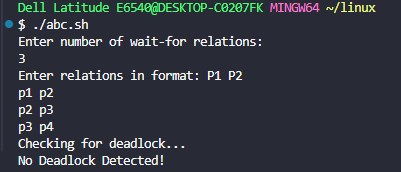 Dell Latitude E6540@DESKTOP-C0207FK MINGW64 ~/linux
$ ./abc.sh
Enter number of wait-for relations:
3
Enter relations in format: P1 P2
p1 p2
p2 p3
p3 p4
Checking for deadlock...
No Deadlock Detected!